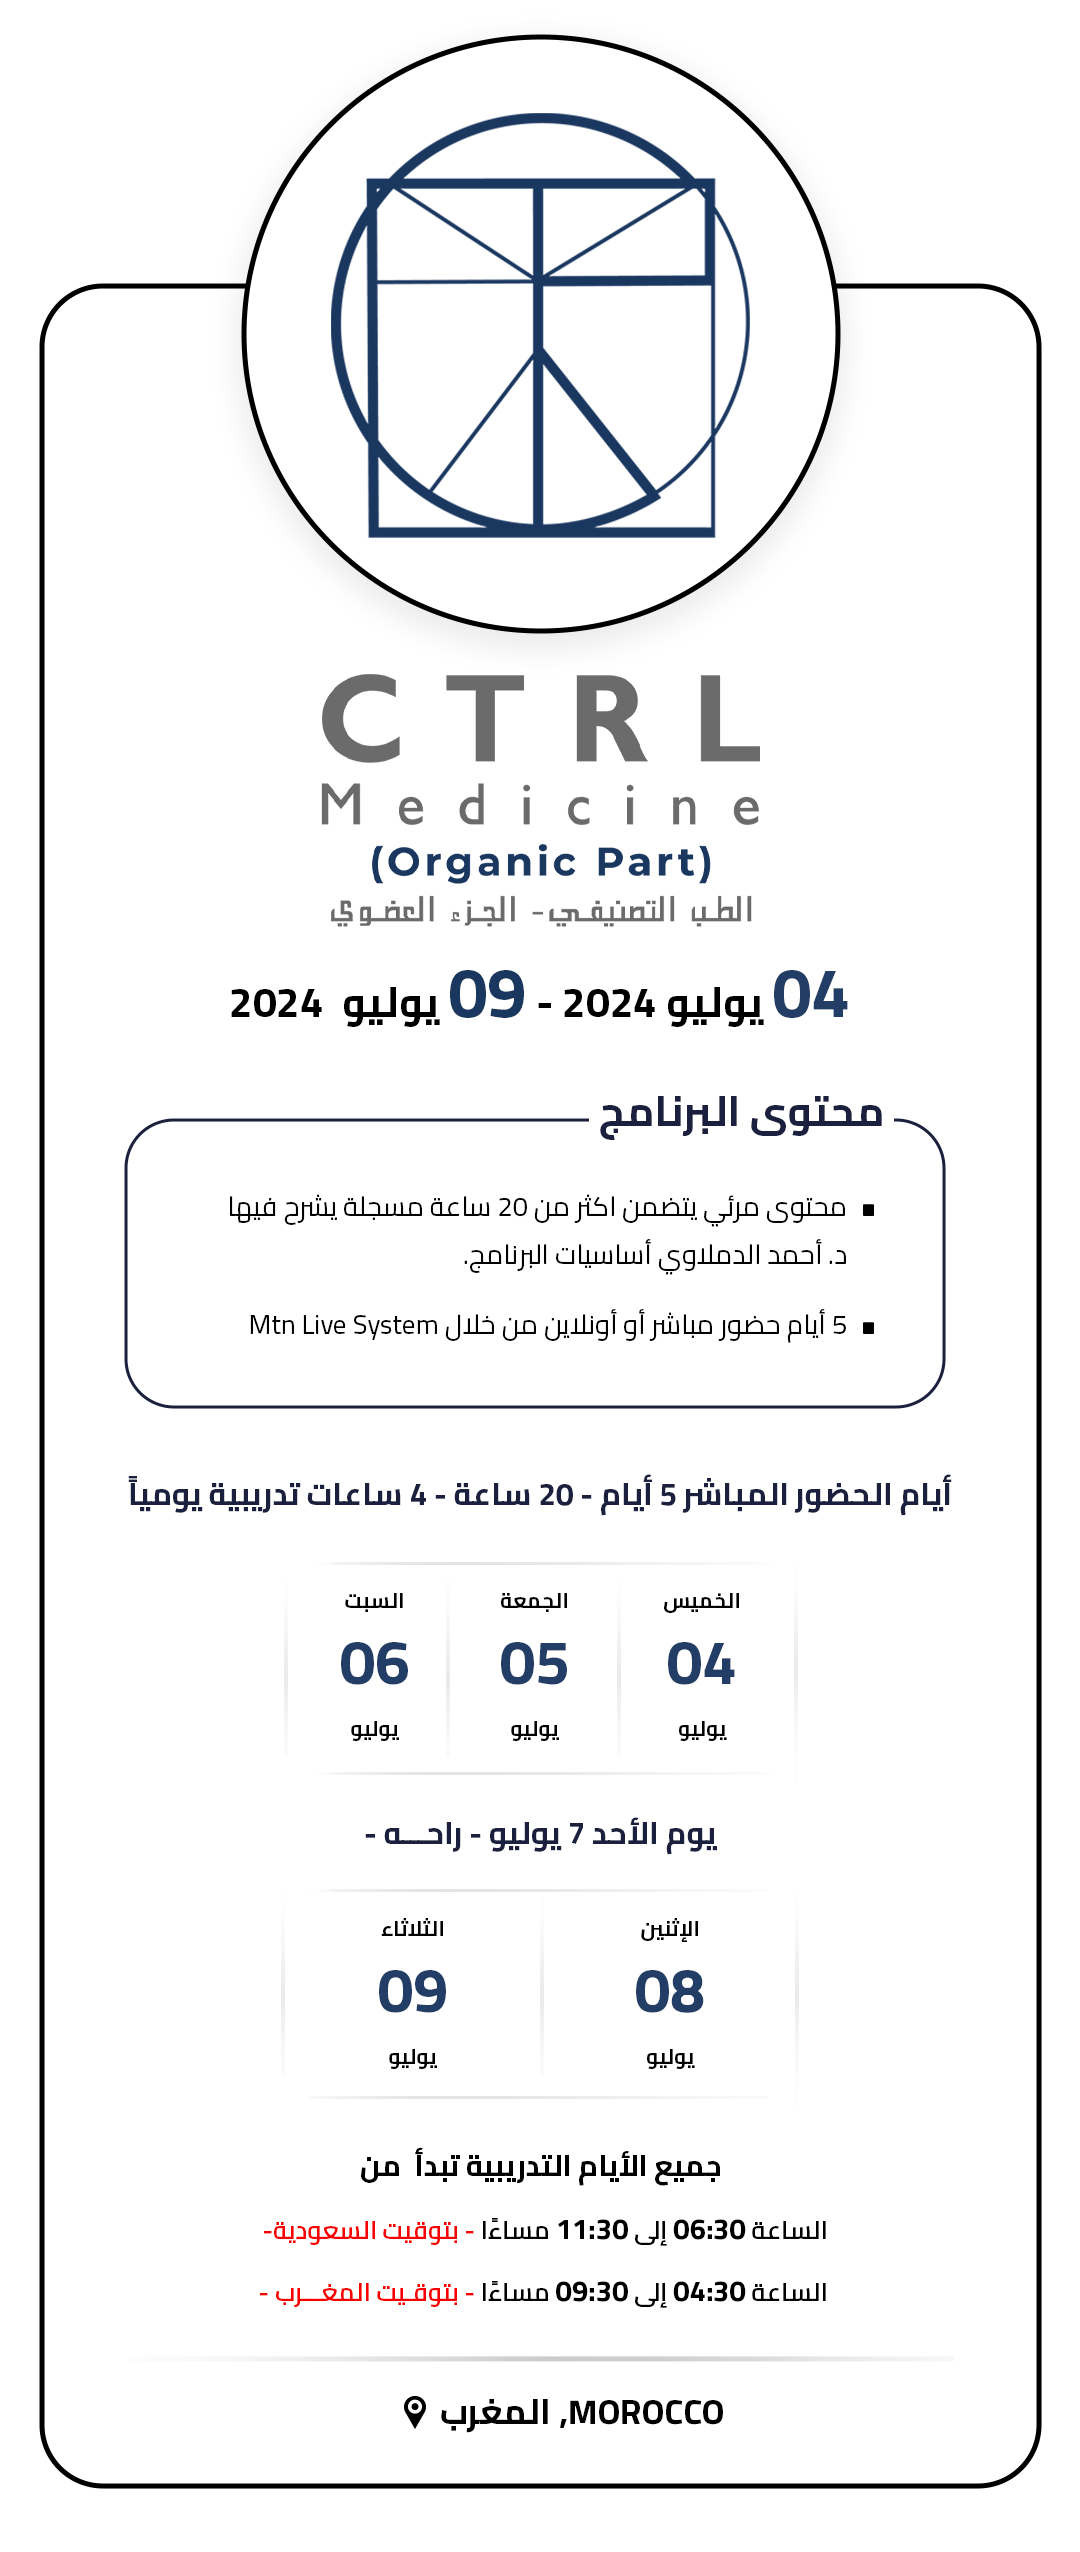 CTRL
Medicine
(Organic Part)
الطب التصنيفي- الجزء العضوي
04 يوليو 2024 - 09 يوليو 2024
محتوى البرنامج
▪ محتوى مرئي يتضمن اكثر من 20 ساعة مسجلة يشرح فيها
د. أحمد الدملاوي أساسيات البرنامج.
▪ 5 أيام حضور مباشر أو أونلاين من خلال Mtn Live System
أيام الحضور المباشر 5 أيام - 20 ساعة - 4 ساعات تدريبية يومياً
الخميس الجمعة السبت
04 05 06
يوليو يوليو يوليو
يوم الأحد 7 يوليو - راحـــه -
الإثنين الثلاثاء
08 09
يوليو يوليو
جميع الأيام التدريبية تبدأ من
الساعة 06:30 إلى 11:30 مساءًا - بتوقيت السعودية-
الساعة 04:30 إلى 09:30 مساءًا - بتوقـيت المغـــرب -
MOROCCO, المغرب